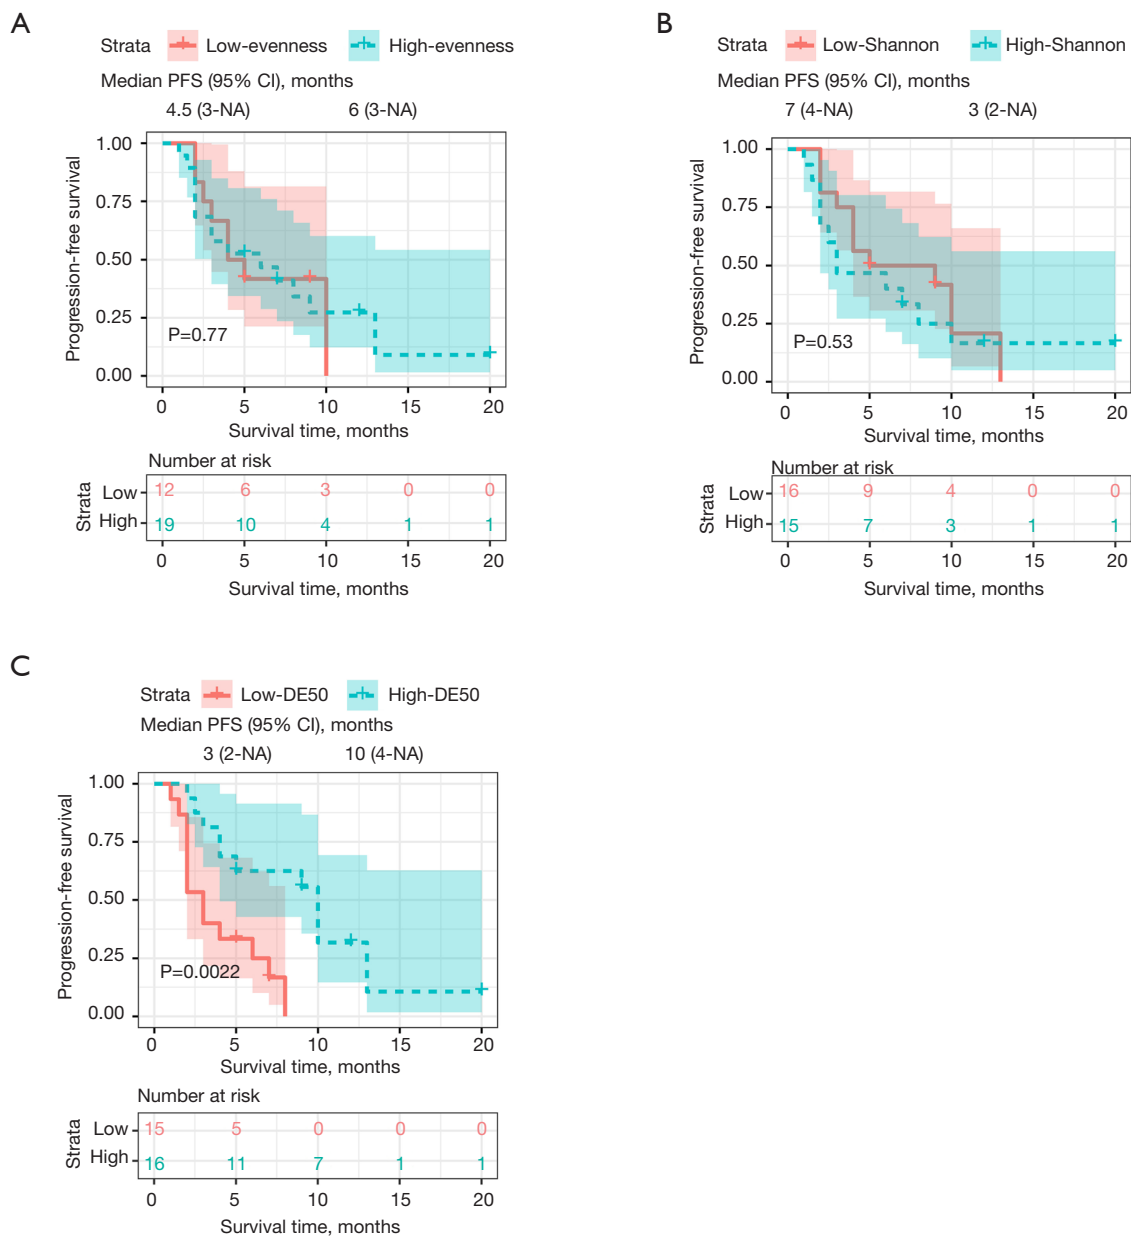 A
Strata Low-evenness High-evenness
Median PFS (95% CI), months
4.5 (3-NA) 6 (3-NA)
Progression-free survival
1.00
0.75
0.50
0.25
0.00
P=0.77
0 5 10 15 20
Survival time, months
Number at risk
Strata
Low 12 6 3 0 0
High 19 10 4 1 1
0 5 10 15 20
Survival time, months
B
Strata Low-Shannon High-Shannon
Median PFS (95% CI), months
7 (4-NA) 3 (2-NA)
Progression-free survival
1.00
0.75
0.50
0.25
0.00
P=0.53
0 5 10 15 20
Survival time, months
Number at risk
Strata
Low 16 9 4 0 0
High 15 7 3 1 1
0 5 10 15 20
Survival time, months
C
Strata Low-DE50 High-DE50
Median PFS (95% CI), months
3 (2-NA) 10 (4-NA)
Progression-free survival
1.00
0.75
0.50
0.25
0.00
P=0.0022
0 5 10 15 20
Survival time, months
Number at risk
Strata
Low 15 5 0 0 0
High 16 11 7 1 1
0 5 10 15 20
Survival time, months